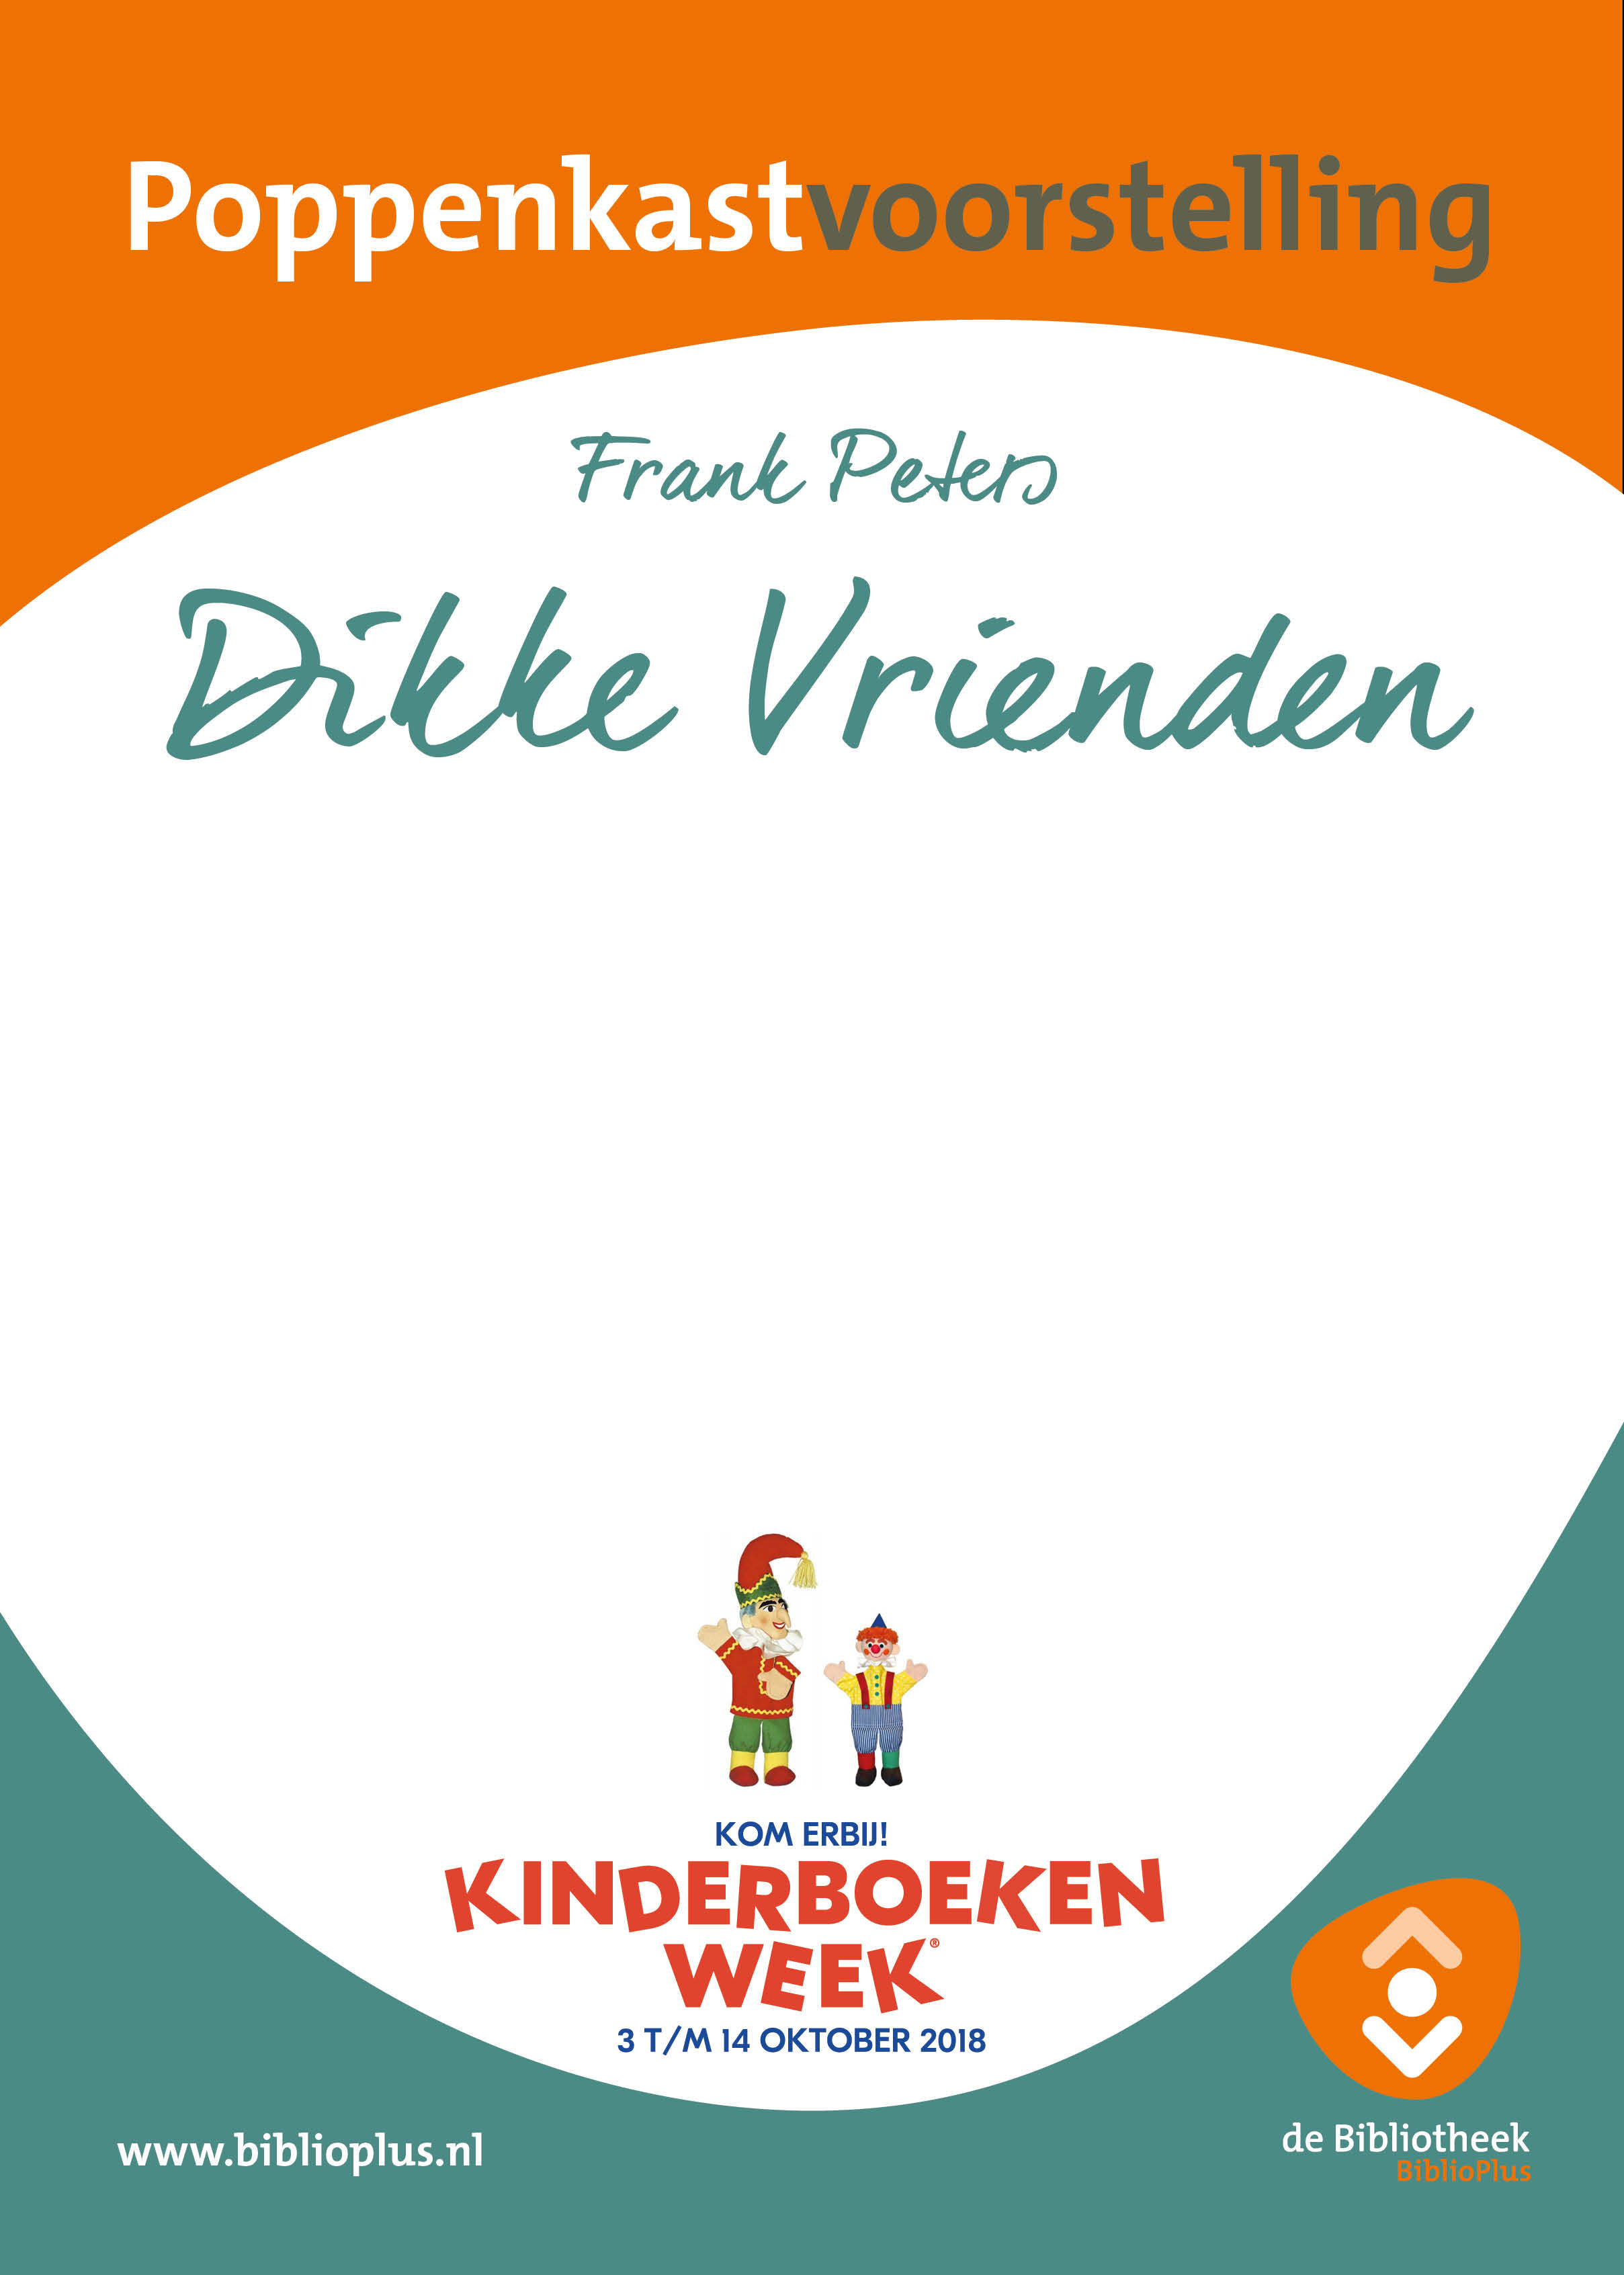 Poppenkastvoorstelling
Frank Peters
Dikke Vrienden
KOM ERBIJ!
KINDERBOEKEN
WEEK®
3 T/M 14 OKTOBER 2018
www.biblioplus.nl
de Bibliotheek
BiblioPlus